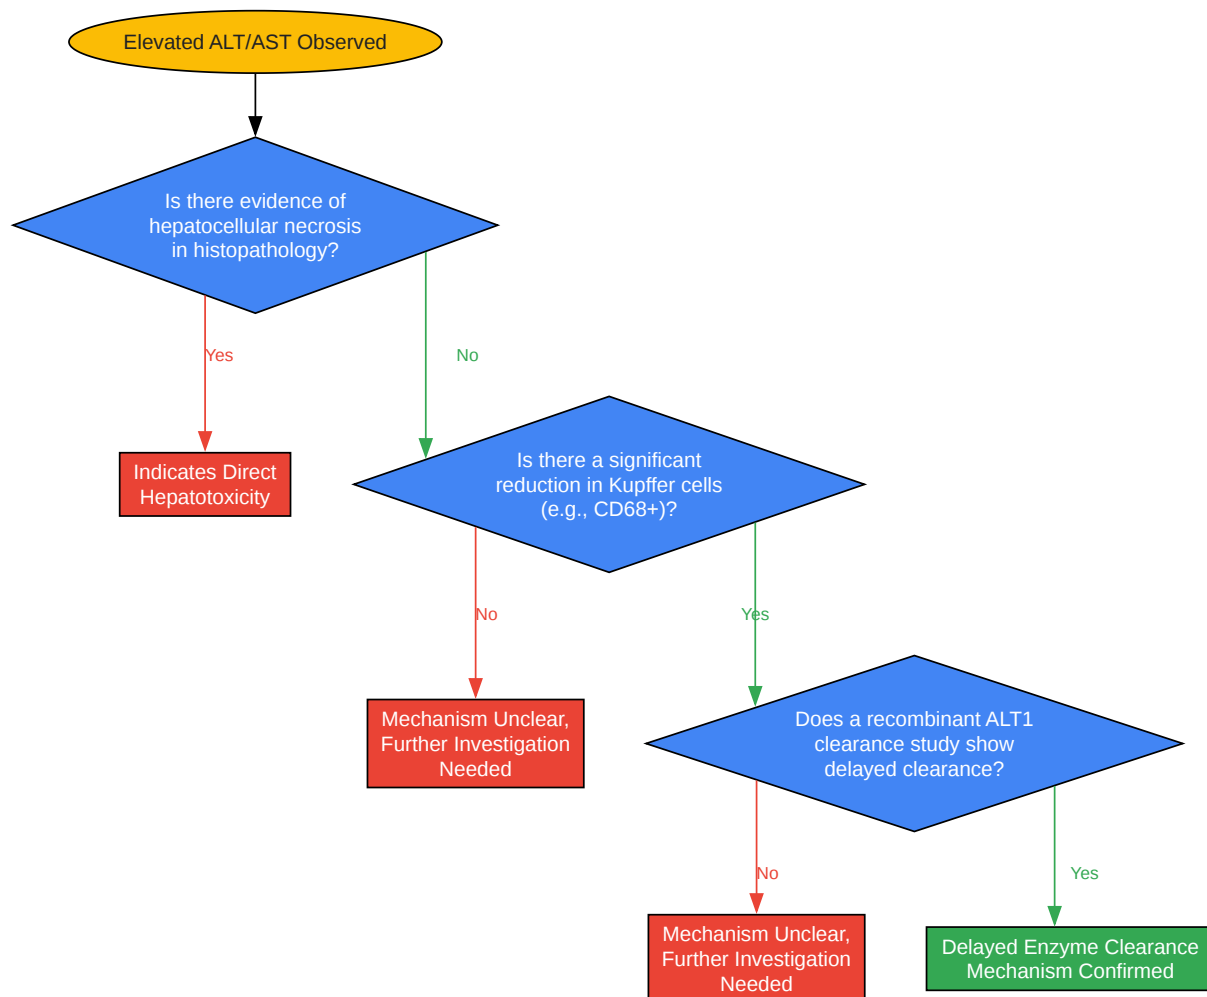 Elevated ALT/AST Observed
Is there evidence of
hepatocellular necrosis
in histopathology?
Yes
No
Indicates Direct
Hepatotoxicity
Is there a significant
reduction in Kupffer cells
(e.g., CD68+)?
No
Yes
Mechanism Unclear,
Further Investigation
Needed
Does a recombinant ALT1
clearance study show
delayed clearance?
No
Yes
Mechanism Unclear,
Further Investigation
Needed
Delayed Enzyme Clearance
Mechanism Confirmed